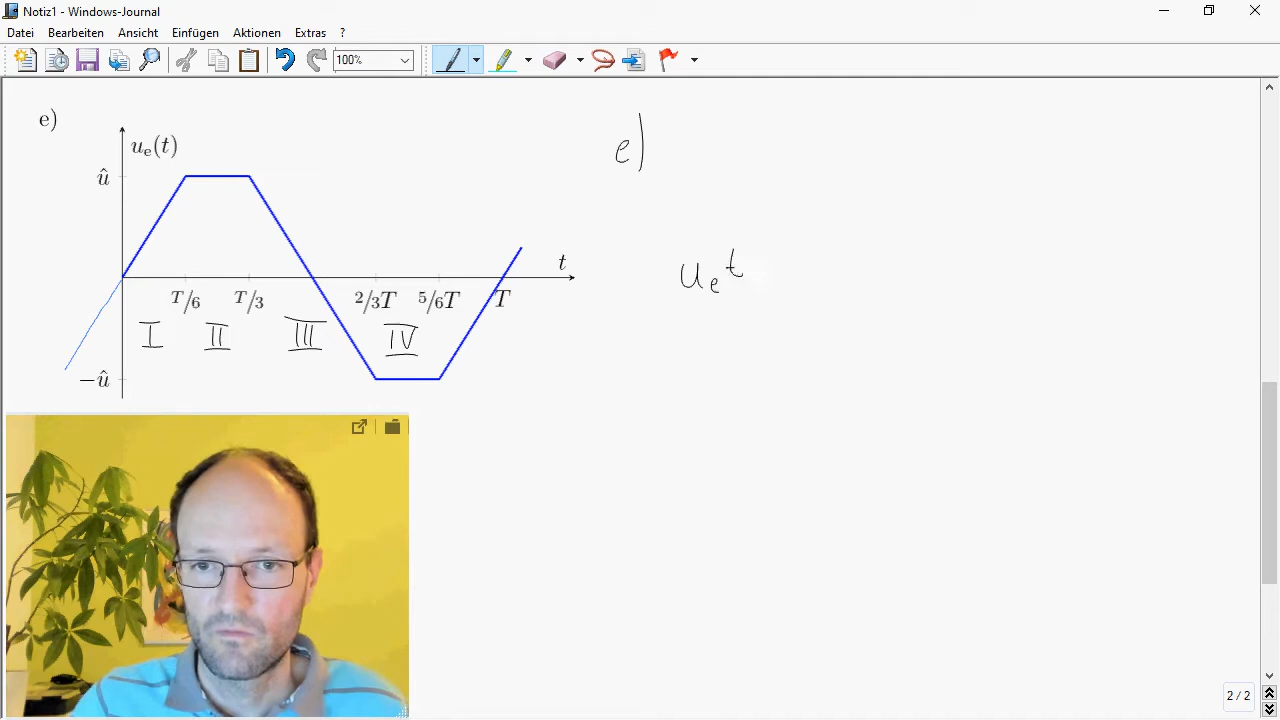 Notiz1 - Windows-Journal
Datei Bearbeiten Ansicht Einfügen Aktionen Extras ?
100%
e)
u_e(t)
û
t
T/6 T/3 2/3T 5/6T T
I II III IV
−û
e)
u_e t
2 / 2